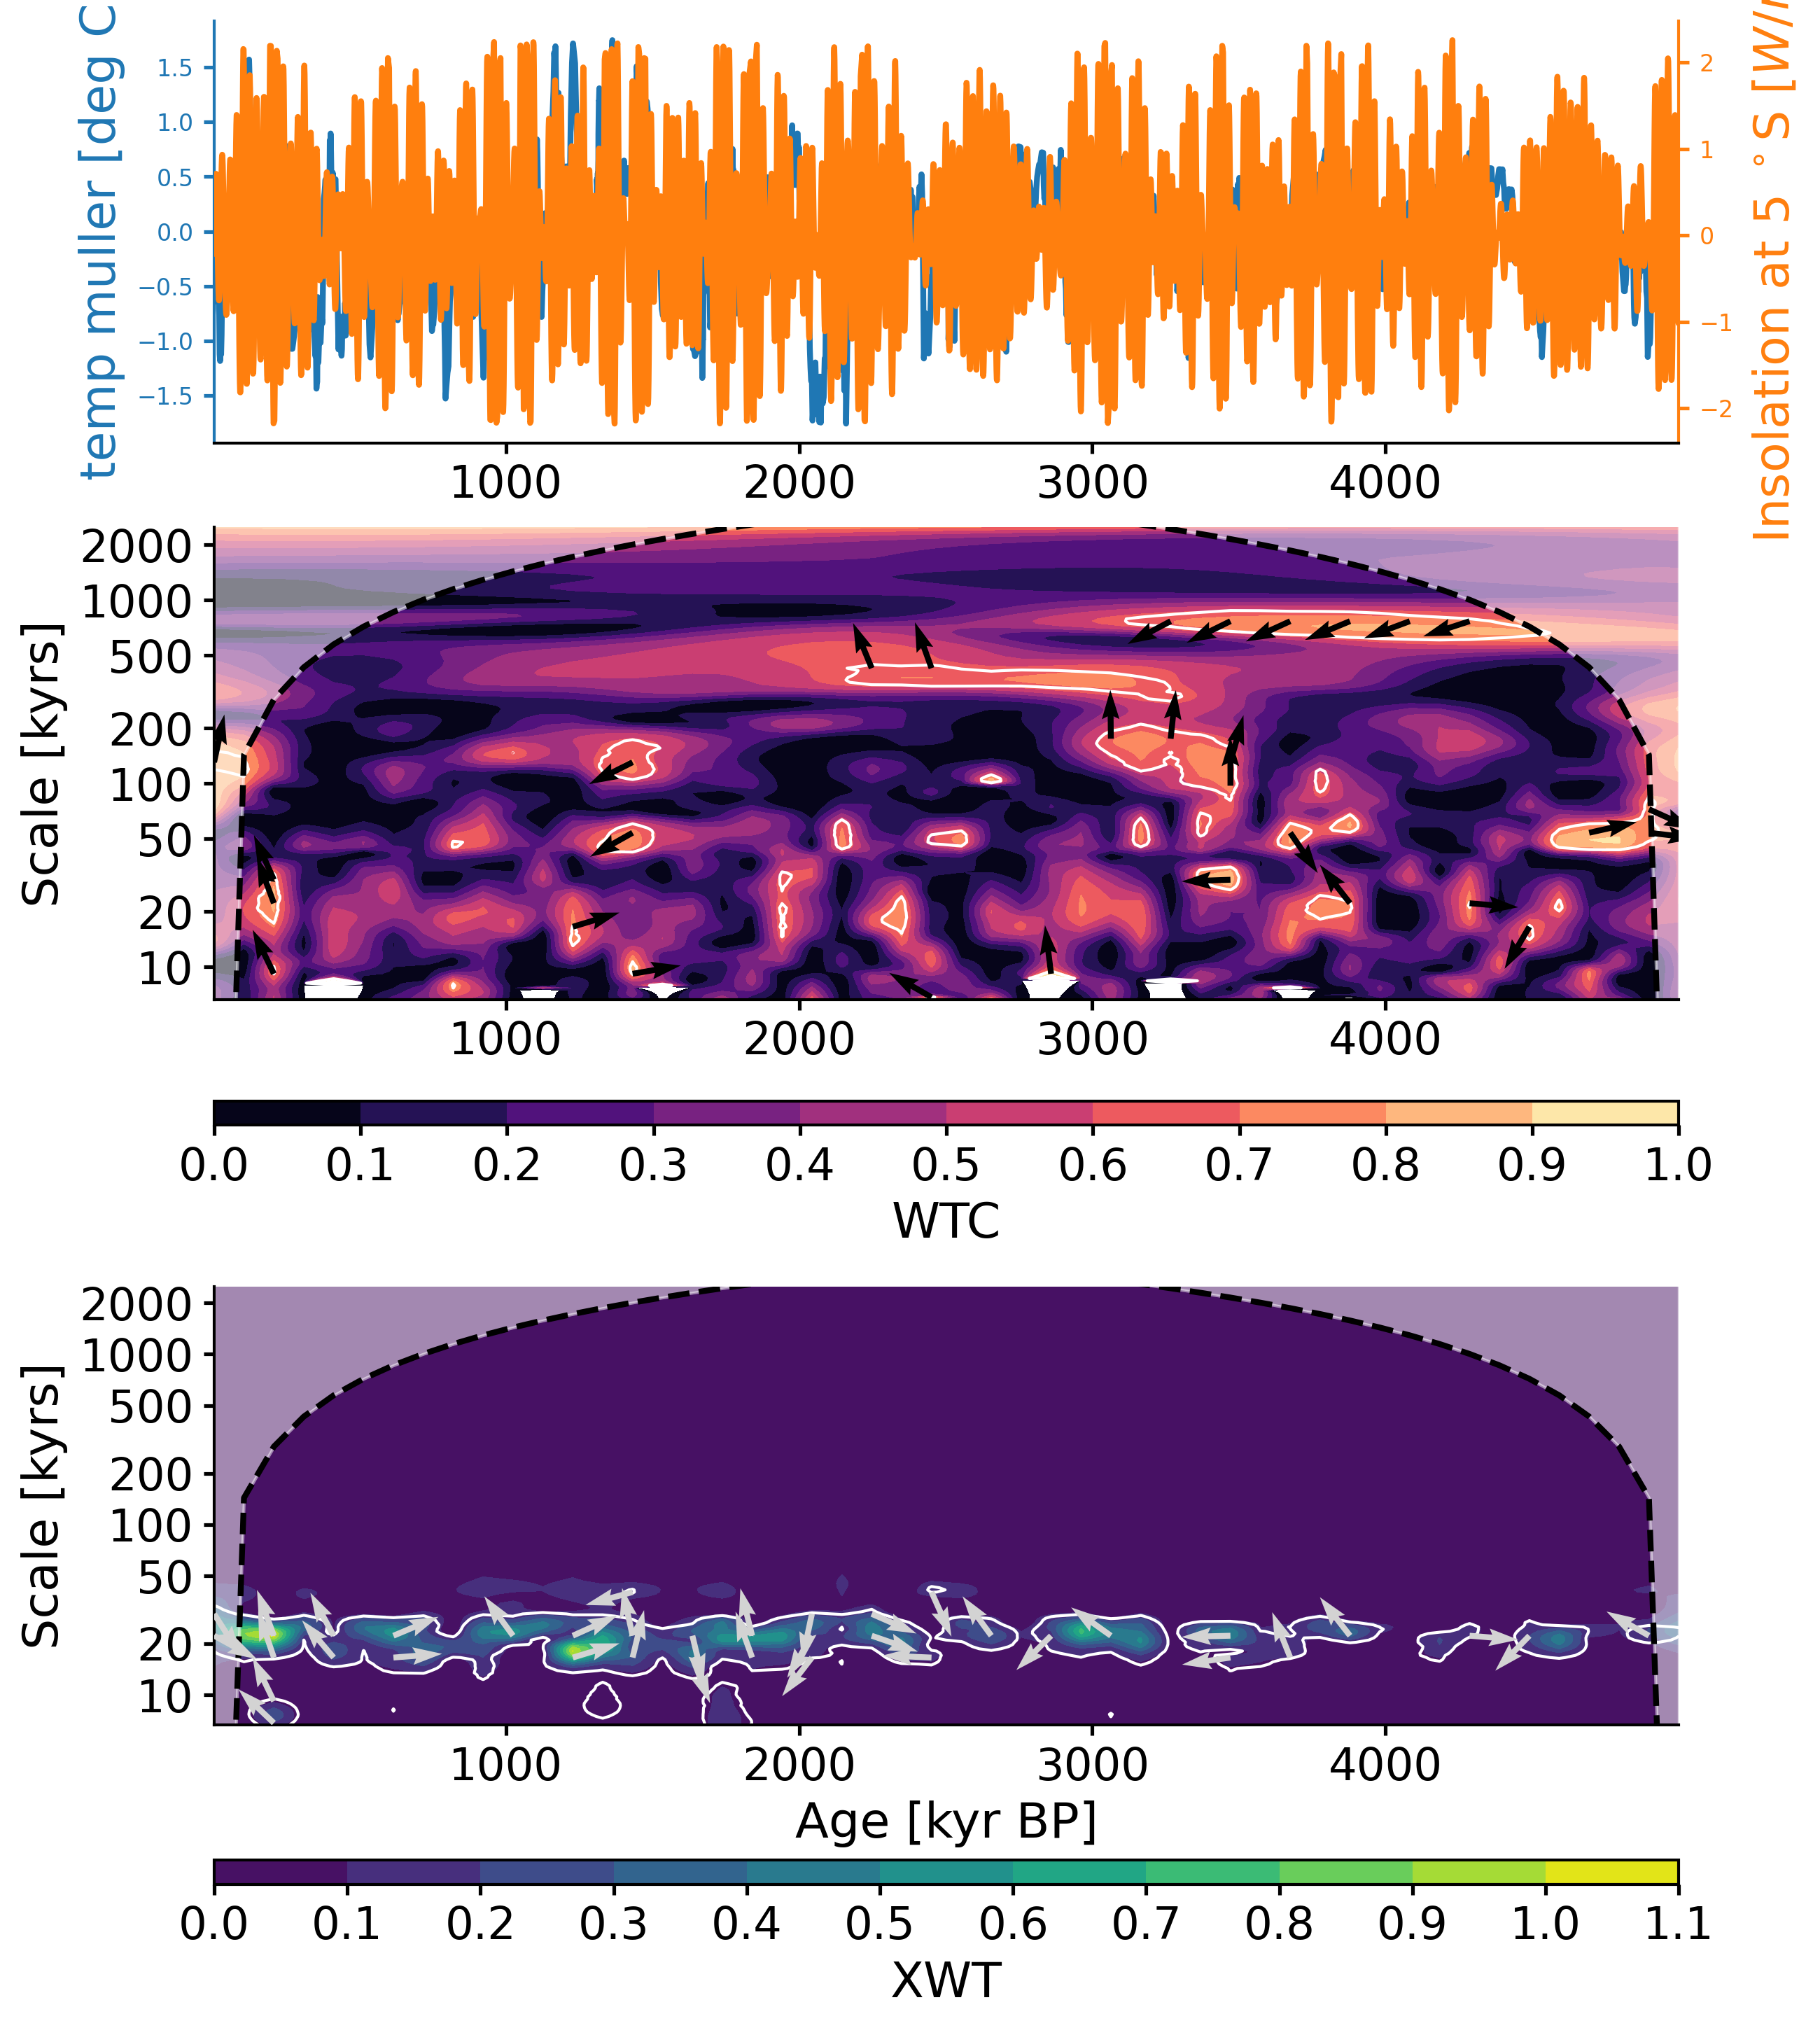 temp muller [deg C
1.5
1.0
0.5
0.0
−0.5
−1.0
−1.5
2
1
0
−1
−2
Insolation at 5 °S [W/
1000 2000 3000 4000
Scale [kyrs]
2000
1000
500
200
100
50
20
10
1000 2000 3000 4000
0.0 0.1 0.2 0.3 0.4 0.5 0.6 0.7 0.8 0.9 1.0
WTC
Scale [kyrs]
2000
1000
500
200
100
50
20
10
1000 2000 3000 4000
Age [kyr BP]
0.0 0.1 0.2 0.3 0.4 0.5 0.6 0.7 0.8 0.9 1.0 1.1
XWT